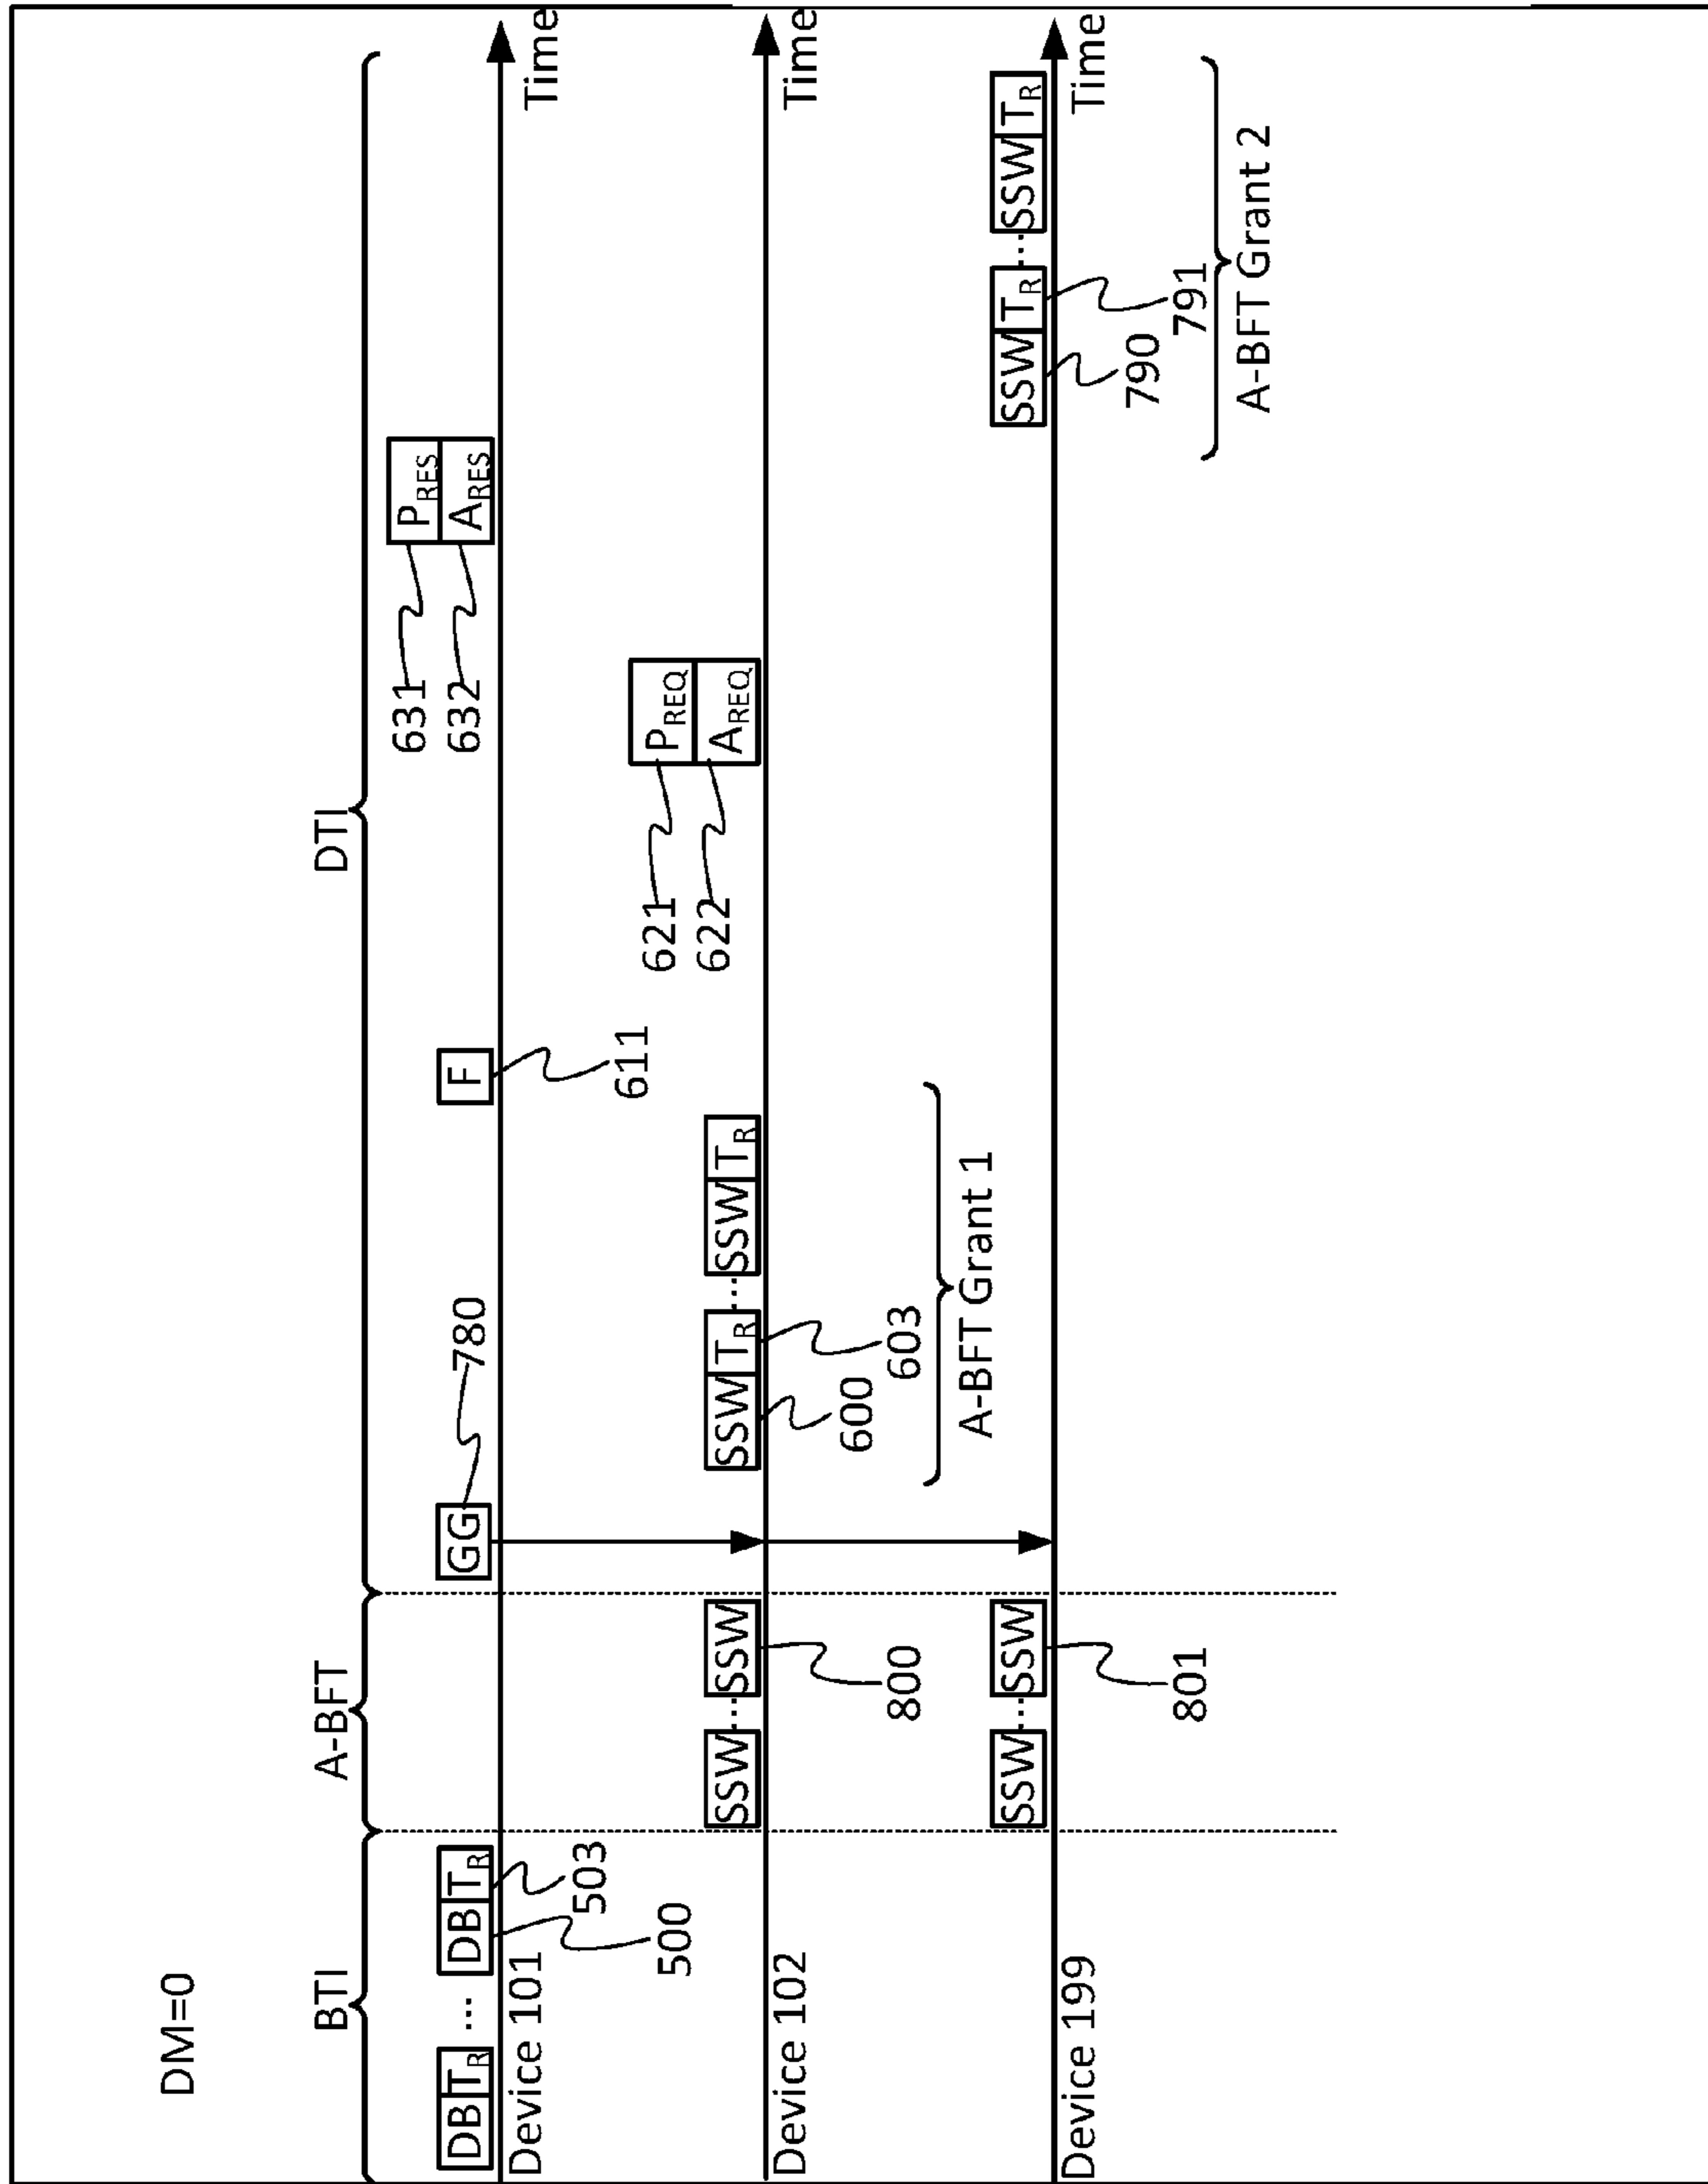 DM=0
BTI
A-BFT
DTI
DB TR ... DB TR
GG
780
F
631
632
PRES
ARES
Device 101
503
500
611
Time
SSW...SSW
SSW TR...SSW TR
621
622
PREQ
AREQ
Device 102
800
600
603
A-BFT Grant 1
Time
SSW...SSW
SSW TR...SSW TR
Device 199
801
790
791
Time
A-BFT Grant 2